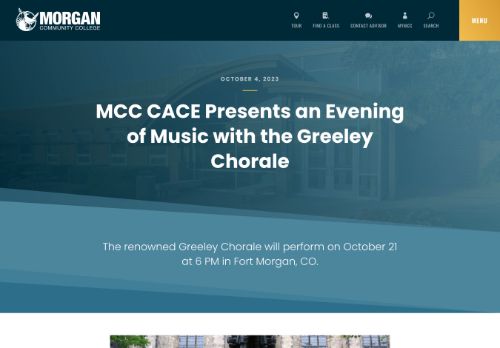 MORGAN
COMMUNITY COLLEGE
TOUR
FIND A CLASS
CONTACT ADVISOR
MYMCC
SEARCH
MENU
OCTOBER 4, 2023
MCC CACE Presents an Evening
of Music with the Greeley
Chorale
The renowned Greeley Chorale will perform on October 21
at 6 PM in Fort Morgan, CO.